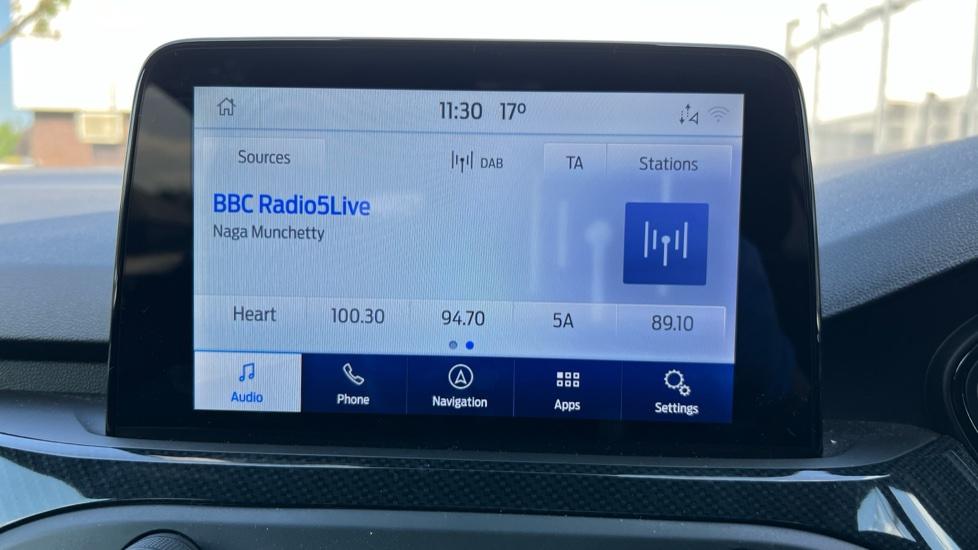 11:30 17°
Sources DAB TA Stations
BBC Radio5Live
Naga Munchetty
Heart 100.30 94.70 5A 89.10
Audio Phone Navigation Apps Settings